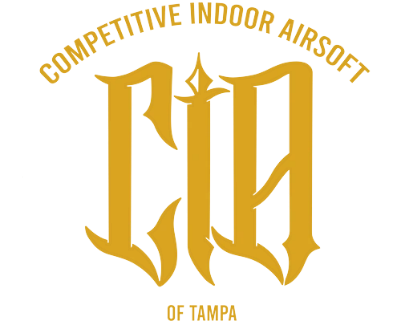 COMPETITIVE INDOOR AIRSOFT
CIA
OF TAMPA